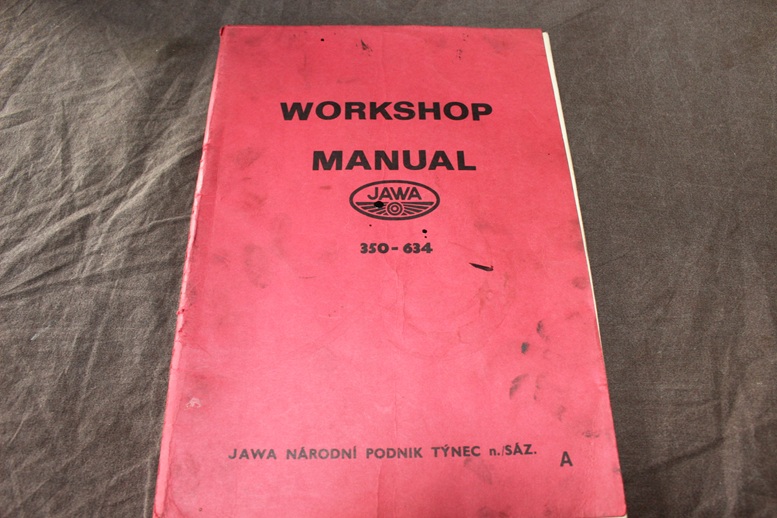 WORKSHOP
MANUAL
JAWA
350-634
JAWA NÁRODNÍ PODNIK TÝNEC n./SÁZ. A